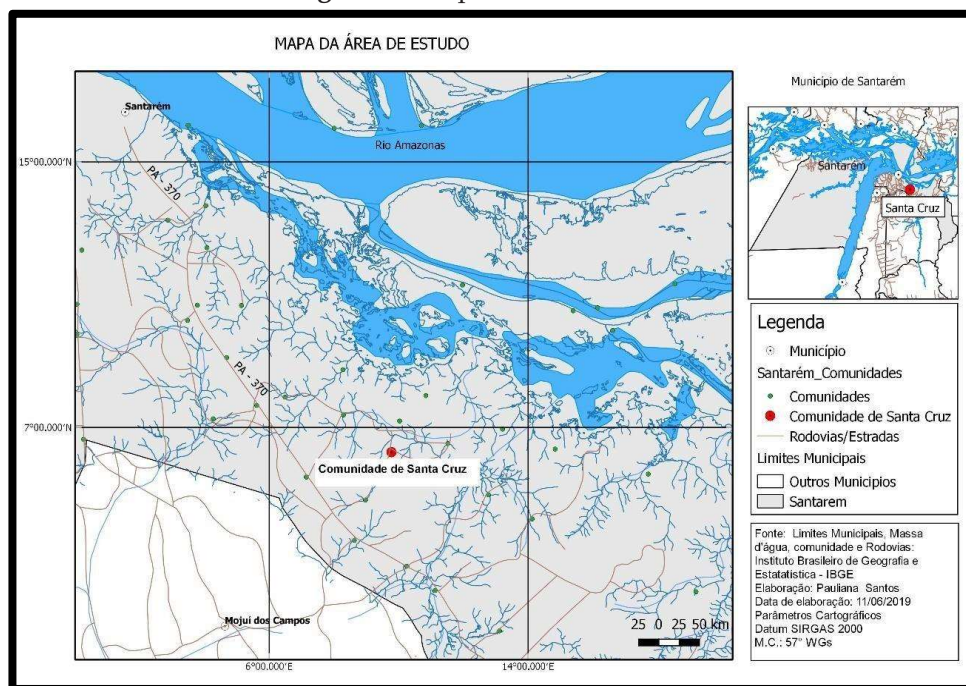 MAPA DA ÁREA DE ESTUDO
Santarém
Rio Amazonas
15°00.000'N
PA - 370
PA - 370
7°00.000'N
Comunidade de Santa Cruz
Mojuí dos Campos
25 0 25 50 km
6°00.000'E
14°00.000'E
Município de Santarém
Santarém
Santa Cruz
Legenda
Município
Santarém_Comunidades
Comunidades
Comunidade de Santa Cruz
Rodovias/Estradas
Limites Municipais
Outros Municipios
Santarem
Fonte: Limites Municipais, Massa
d'água, comunidade e Rodovias:
Instituto Brasileiro de Geografia e
Estatatistica - IBGE
Elaboração: Pauliana Santos
Data de elaboração: 11/06/2019
Parâmetros Cartográficos
Datum SIRGAS 2000
M.C.: 57° WGs